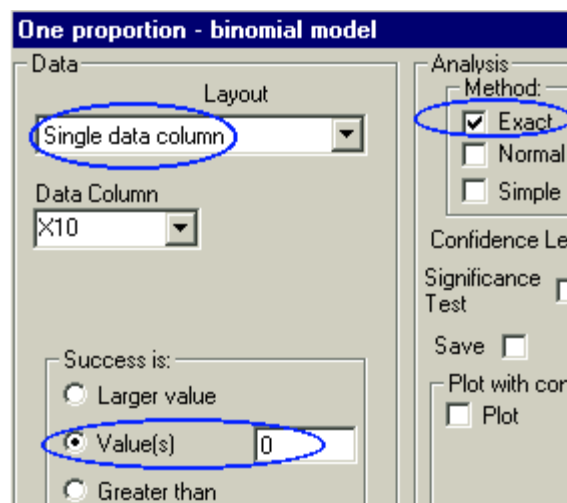 One proportion - binomial model
Data
Layout
Single data column
Data Column
X10
Success is:
Larger value
Value(s) 0
Greater than
Analysis
Method:
Exact
Normal
Simple
Confidence Le
Significance
Test
Save
Plot with con
Plot